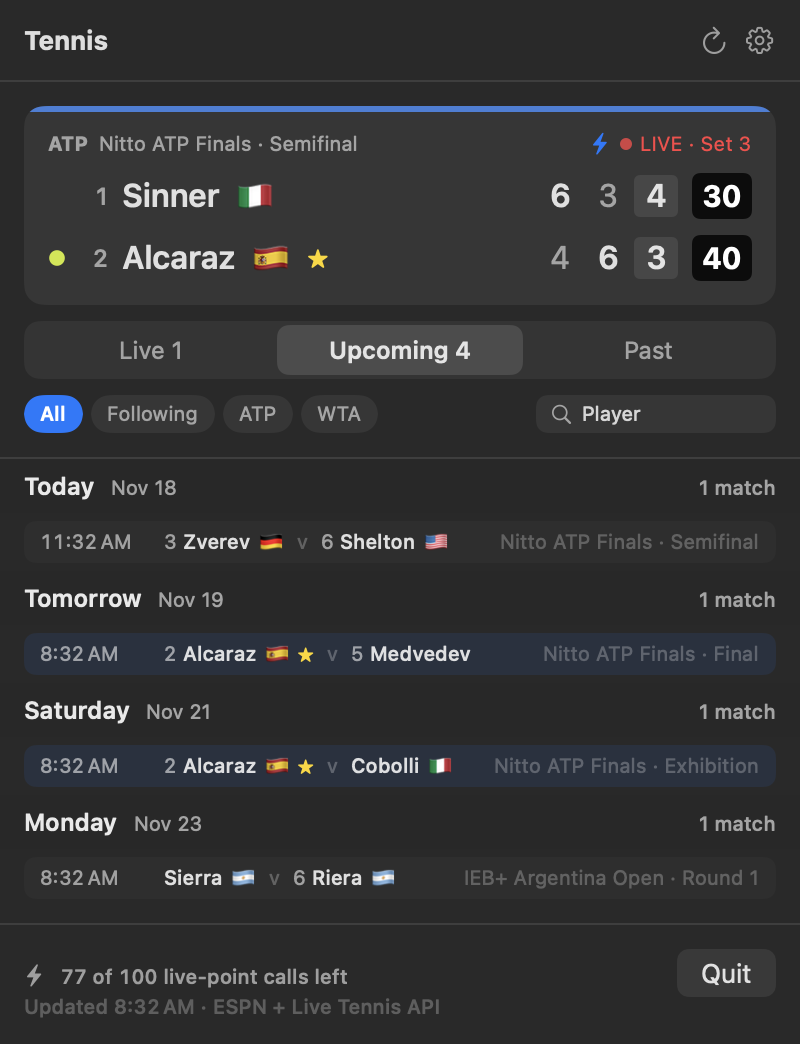 Tennis
ATP Nitto ATP Finals · Semifinal LIVE · Set 3
1 Sinner 6 3 4 30
2 Alcaraz 4 6 3 40
Live 1 Upcoming 4 Past
All Following ATP WTA Player
Today Nov 18 1 match
11:32 AM 3 Zverev v 6 Shelton Nitto ATP Finals · Semifinal
Tomorrow Nov 19 1 match
8:32 AM 2 Alcaraz v 5 Medvedev Nitto ATP Finals · Final
Saturday Nov 21 1 match
8:32 AM 2 Alcaraz v Cobolli Nitto ATP Finals · Exhibition
Monday Nov 23 1 match
8:32 AM Sierra v 6 Riera IEB+ Argentina Open · Round 1
77 of 100 live-point calls left
Quit
Updated 8:32 AM · ESPN + Live Tennis API